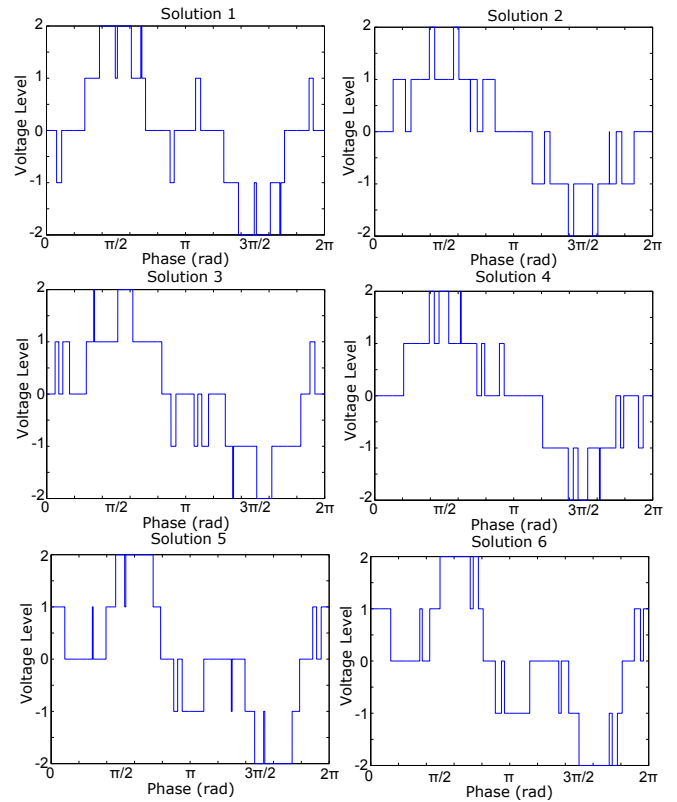 Solution 1
Voltage Level
2
1
0
-1
-2
0 π/2 π 3π/2 2π
Phase (rad)
Solution 2
Voltage Level
2
1
0
-1
-2
0 π/2 π 3π/2 2π
Phase (rad)
Solution 3
Voltage Level
2
1
0
-1
-2
0 π/2 π 3π/2 2π
Phase (rad)
Solution 4
Voltage Level
2
1
0
-1
-2
0 π/2 π 3π/2 2π
Phase (rad)
Solution 5
Voltage Level
2
1
0
-1
-2
0 π/2 π 3π/2 2π
Phase (rad)
Solution 6
Voltage Level
2
1
0
-1
-2
0 π/2 π 3π/2 2π
Phase (rad)